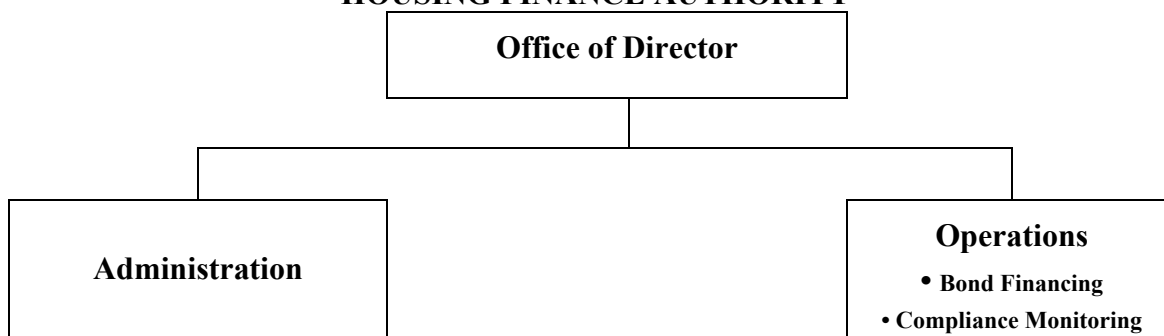 HOUSING FINANCE AUTHORITY
Office of Director
Administration
Operations
• Bond Financing
• Compliance Monitoring